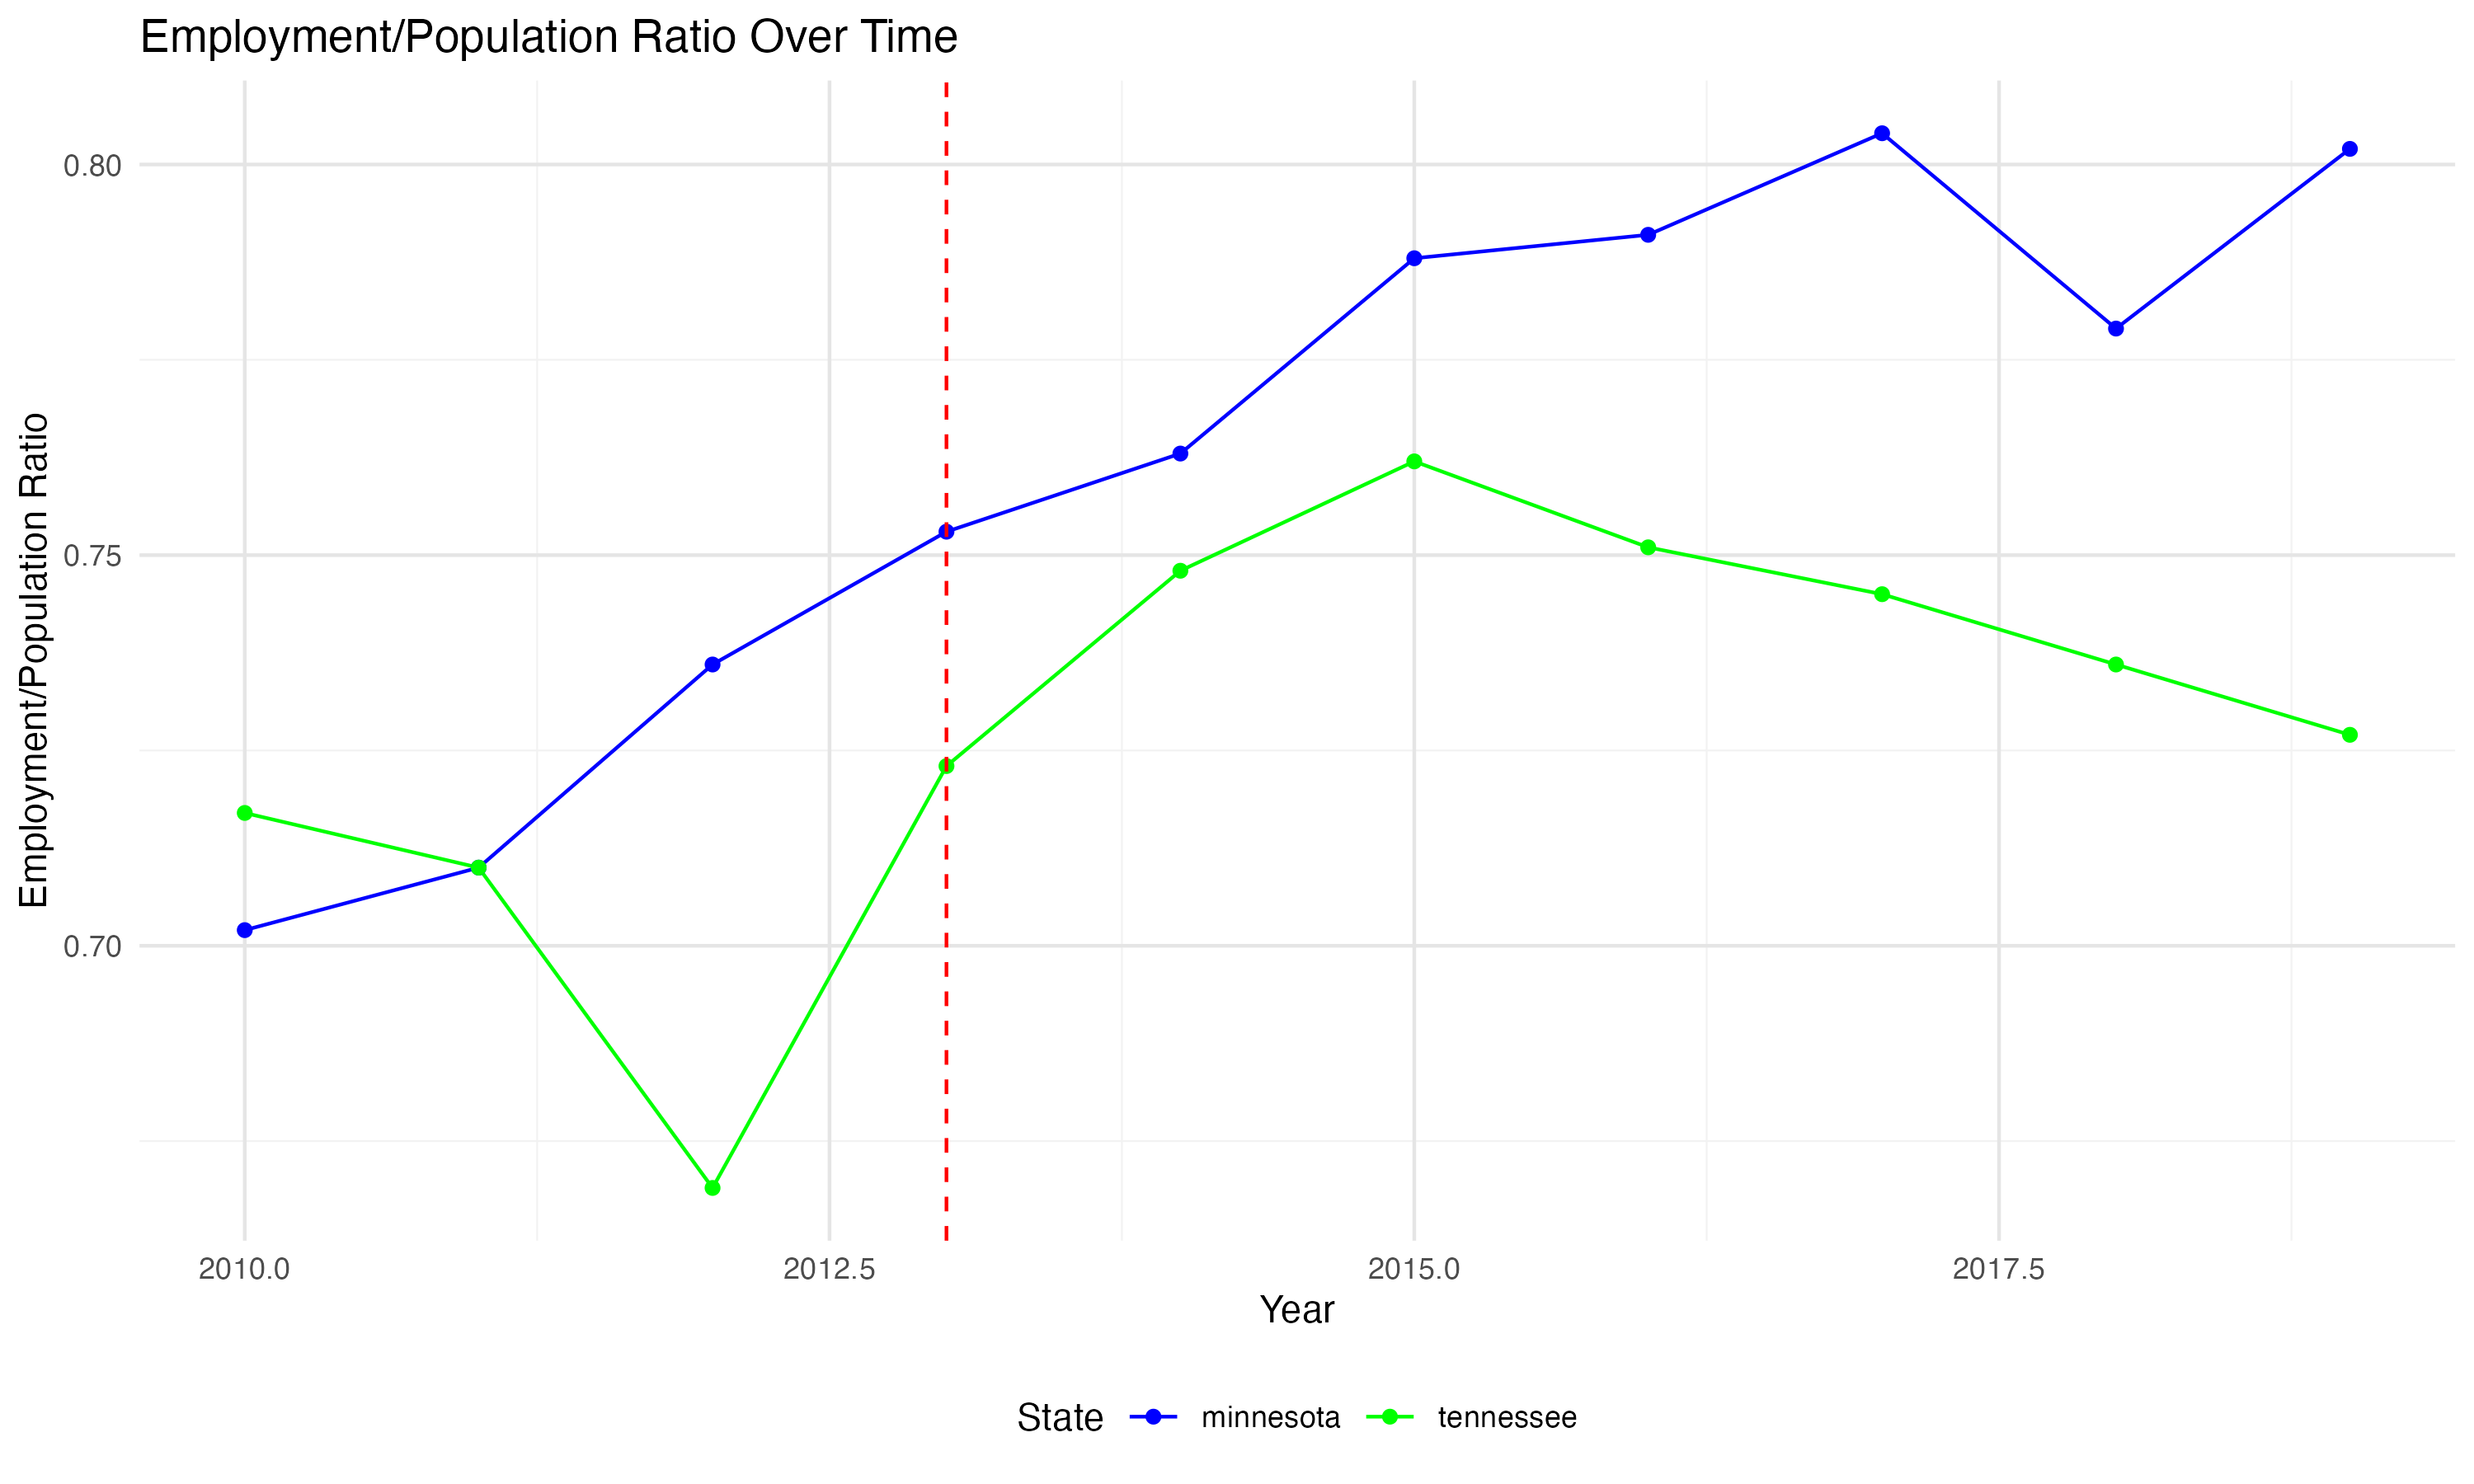 Employment/Population Ratio Over Time
Employment/Population Ratio
0.80
0.75
0.70
2010.0 2012.5 2015.0 2017.5
Year
State minnesota tennessee